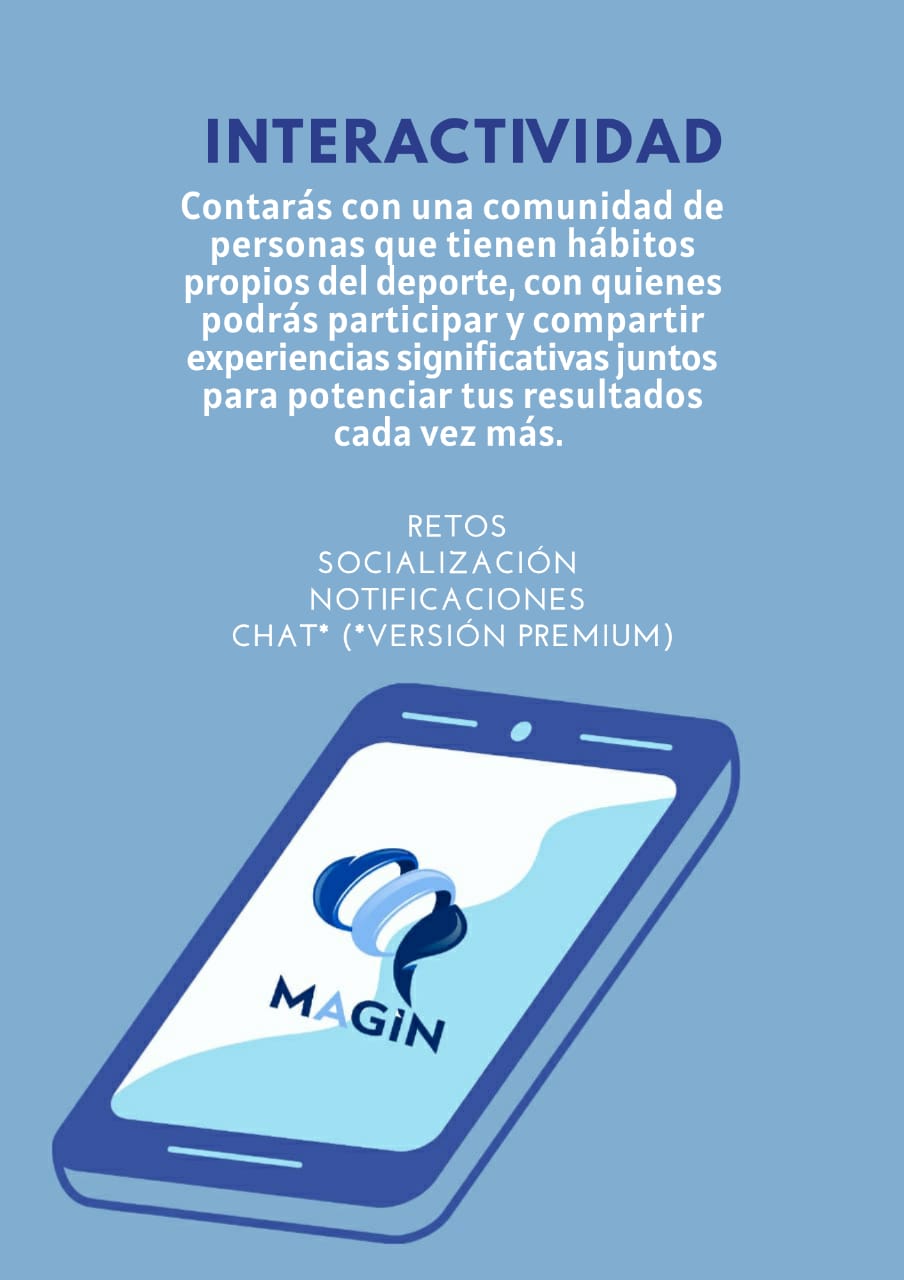 INTERACTIVIDAD
Contarás con una comunidad de
personas que tienen hábitos
propios del deporte, con quienes
podrás participar y compartir
experiencias significativas juntos
para potenciar tus resultados
cada vez más.
RETOS
SOCIALIZACIÓN
NOTIFICACIONES
CHAT* (*VERSIÓN PREMIUM)
MAGiN